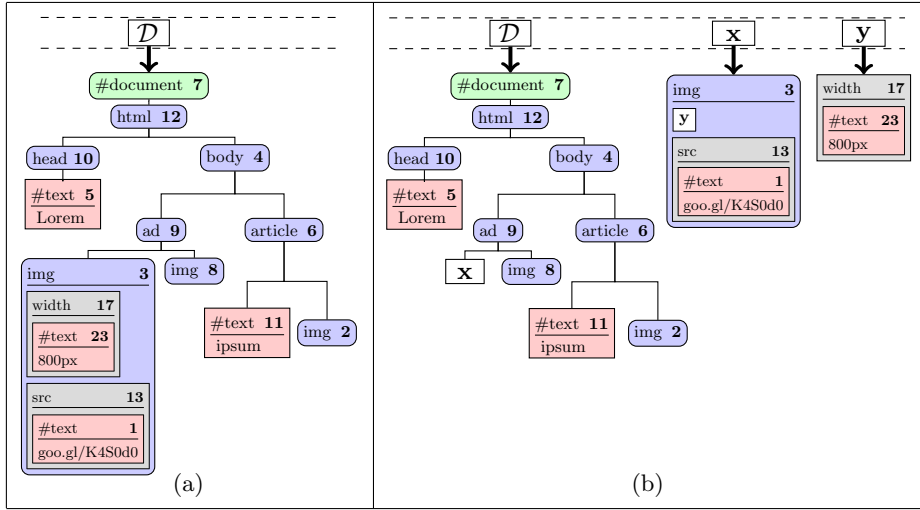 𝒟
#document 7
html 12
head 10
body 4
#text 5
Lorem
ad 9
article 6
img 3
img 8
width 17
#text 23
800px
#text 11
ipsum
img 2
src 13
#text 1
goo.gl/K4S0d0
(a)
𝒟
x
y
#document 7
html 12
head 10
body 4
#text 5
Lorem
ad 9
article 6
x
img 8
#text 11
ipsum
img 2
img 3
y
src 13
#text 1
goo.gl/K4S0d0
width 17
#text 23
800px
(b)